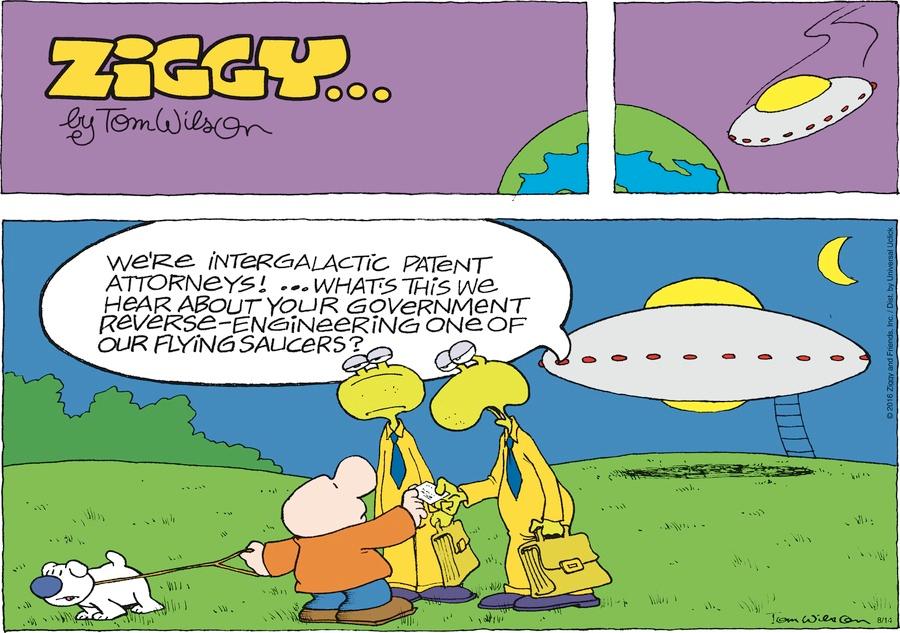 ZiGGY...
by Tom Wilson
WE'RE INTERGALACTIC PATENT
ATTORNEYS! ...WHAT'S THIS WE
HEAR ABOUT YOUR GOVERNMENT
REVERSE-ENGINEERING ONE OF
OUR FLYING SAUCERS?
© 2016 Ziggy and Friends, Inc. / Dist. by Universal Uclick
Tom Wilson 8/14